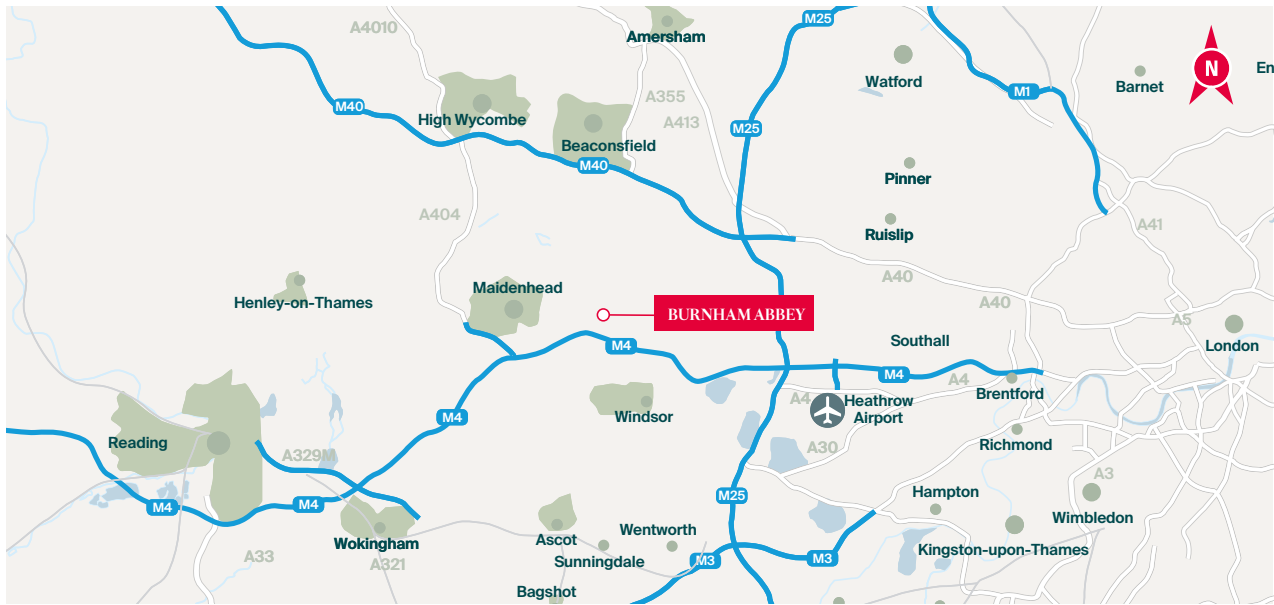 M25
A4010
Amersham
N
Watford
En
Barnet
M1
A355
M40
High Wycombe
A413
M25
Beaconsfield
M40
Pinner
A404
A41
Ruislip
A40
Maidenhead
Henley-on-Thames
A40
BURNHAM ABBEY
A5
Southall
M4
London
M4
A4
Brentford
A4
Heathrow
Airport
Windsor
M4
Reading
Richmond
A30
A329M
A3
Hampton
M25
M4
M4
Wimbledon
Wentworth
Ascot
Wokingham
Kingston-upon-Thames
A33
Sunningdale
M3
M3
A321
Bagshot